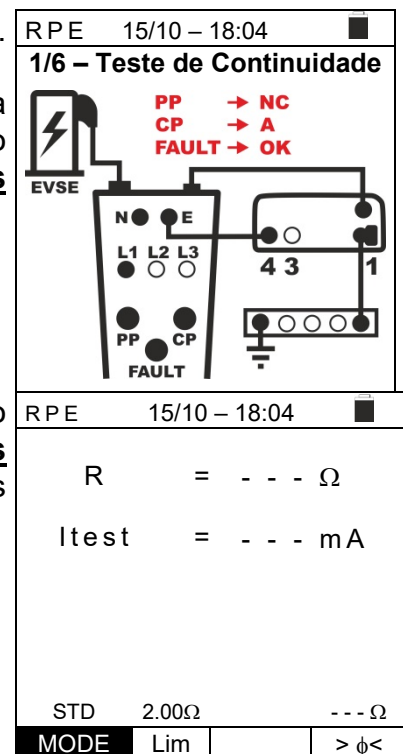 RPE 15/10 – 18:04
1/6 – Teste de Continuidade
PP → NC
CP → A
FAULT → OK
EVSE
N E
L1 L2 L3
4 3 1
PP CP
FAULT
RPE 15/10 – 18:04
R = - - - Ω
Itest = - - - mA
STD 2.00Ω - - - Ω
MODE Lim > ϕ <